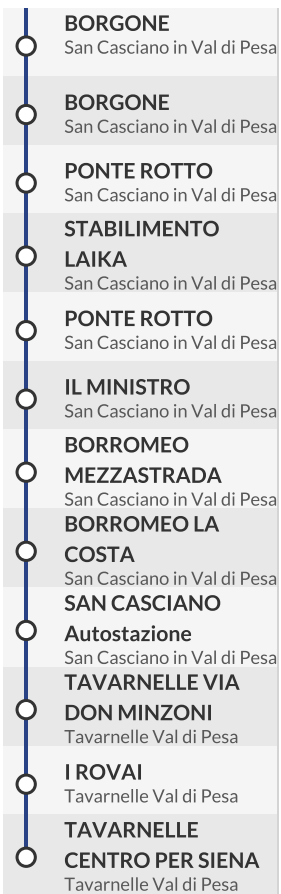 BORGONE
San Casciano in Val di Pesa
BORGONE
San Casciano in Val di Pesa
PONTE ROTTO
San Casciano in Val di Pesa
STABILIMENTO
LAIKA
San Casciano in Val di Pesa
PONTE ROTTO
San Casciano in Val di Pesa
IL MINISTRO
San Casciano in Val di Pesa
BORROMEO
MEZZASTRADA
San Casciano in Val di Pesa
BORROMEO LA
COSTA
San Casciano in Val di Pesa
SAN CASCIANO
Autostazione
San Casciano in Val di Pesa
TAVARNELLE VIA
DON MINZONI
Tavarnelle Val di Pesa
I ROVAI
Tavarnelle Val di Pesa
TAVARNELLE
CENTRO PER SIENA
Tavarnelle Val di Pesa